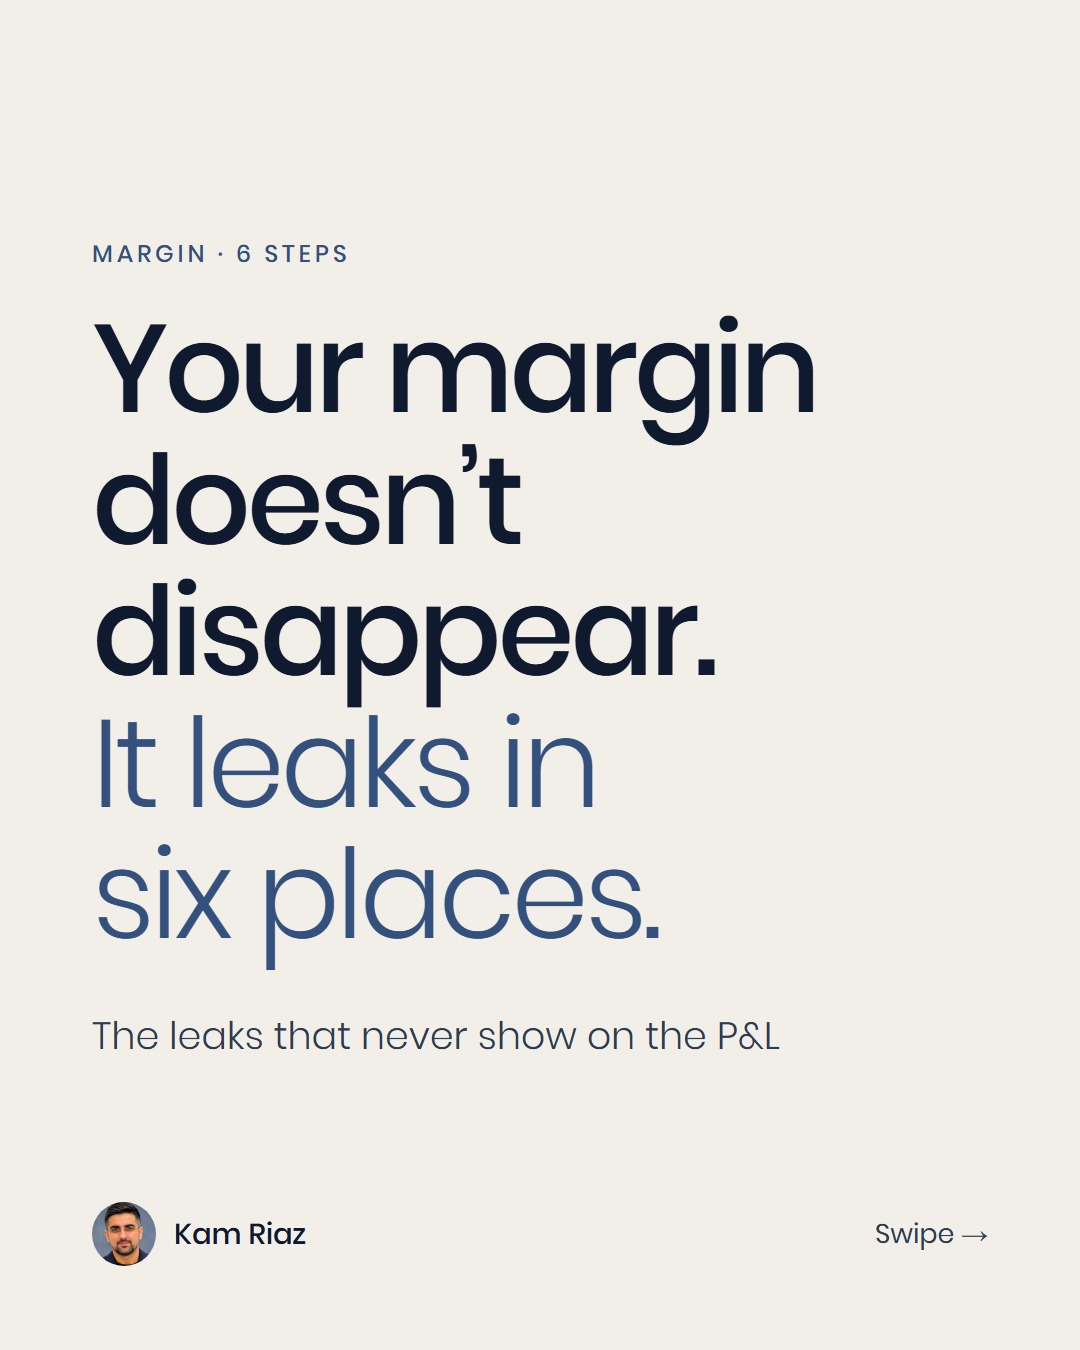 MARGIN · 6 STEPS
Your margin
doesn’t
disappear.
It leaks in
six places.
The leaks that never show on the P&L
Kam Riaz
Swipe →